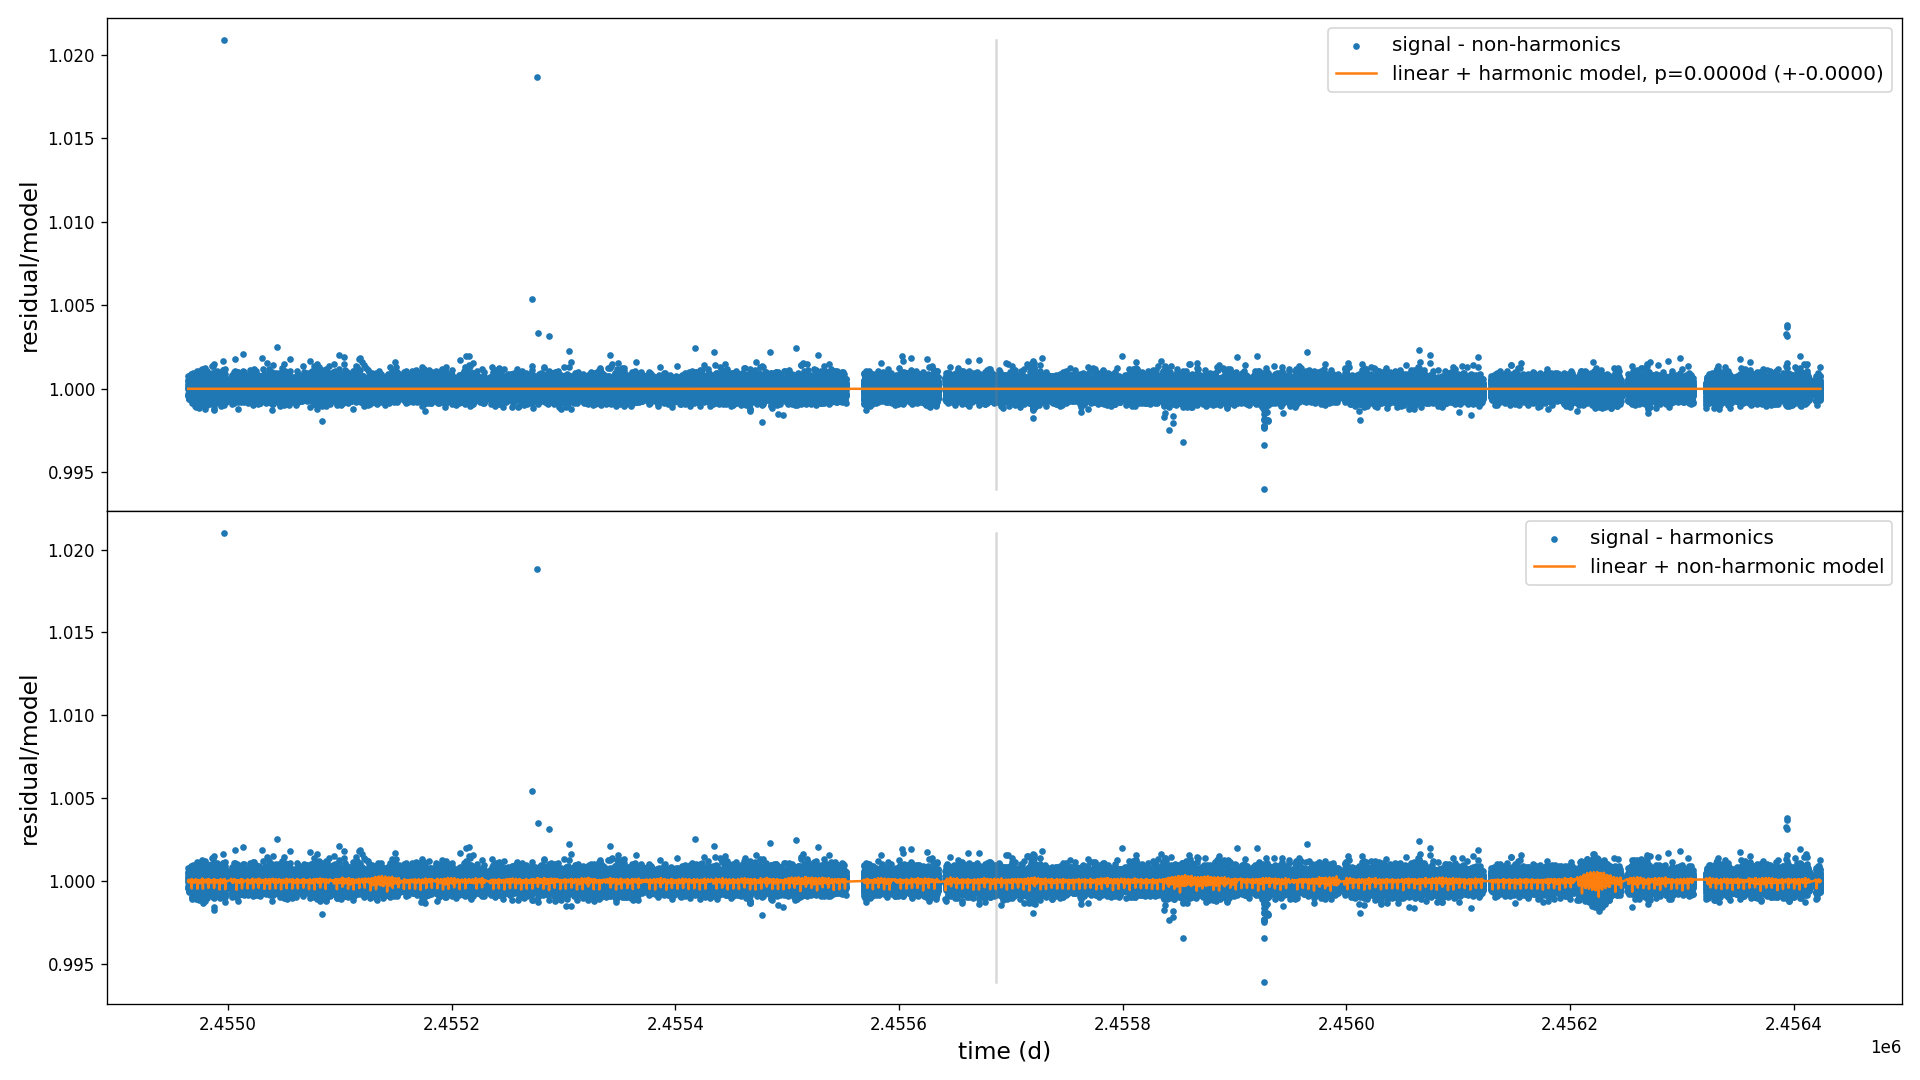 signal - non-harmonics
linear + harmonic model, p=0.0000d (+-0.0000)
1.020
1.015
1.010
1.005
1.000
0.995
residual/model
signal - harmonics
linear + non-harmonic model
1.020
1.015
1.010
1.005
1.000
0.995
residual/model
2.4550 2.4552 2.4554 2.4556 2.4558 2.4560 2.4562 2.4564
time (d)
1e6